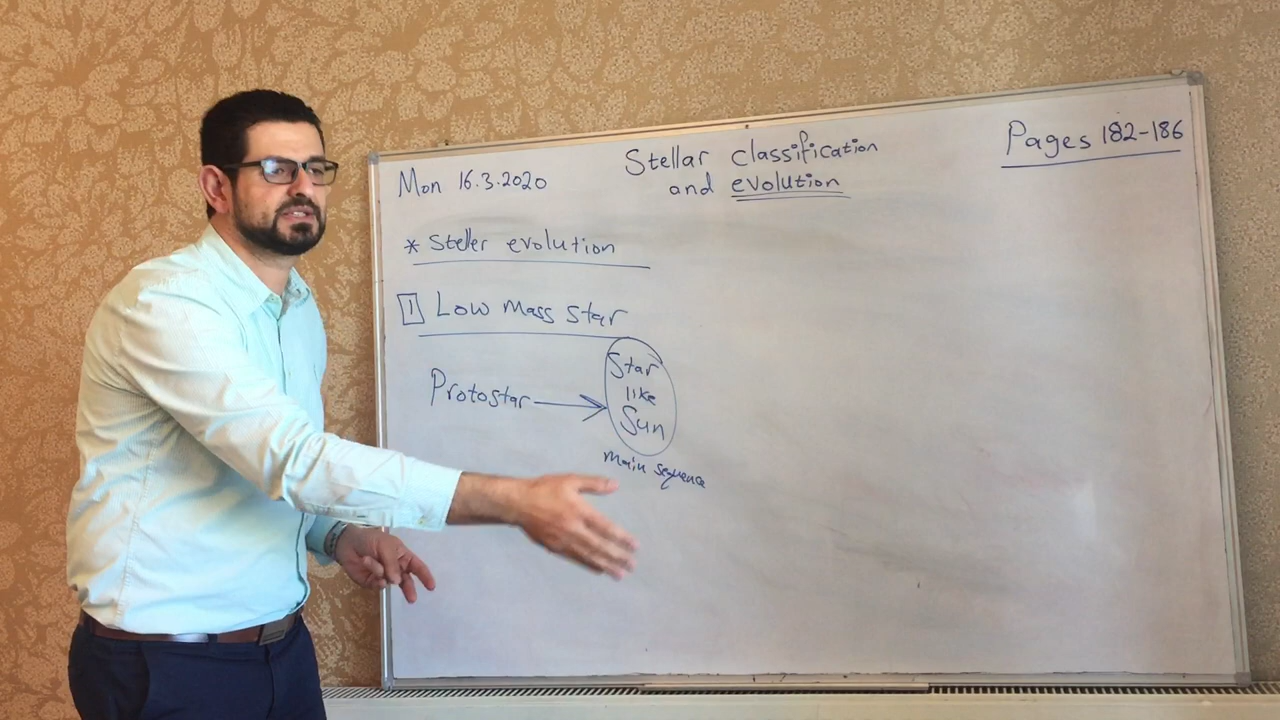 Mon 16.3.2020
Stellar classification
and evolution
Pages 182-186
* Steller evolution
1 Low mass star
Protostar
Star
like
Sun
main sequence